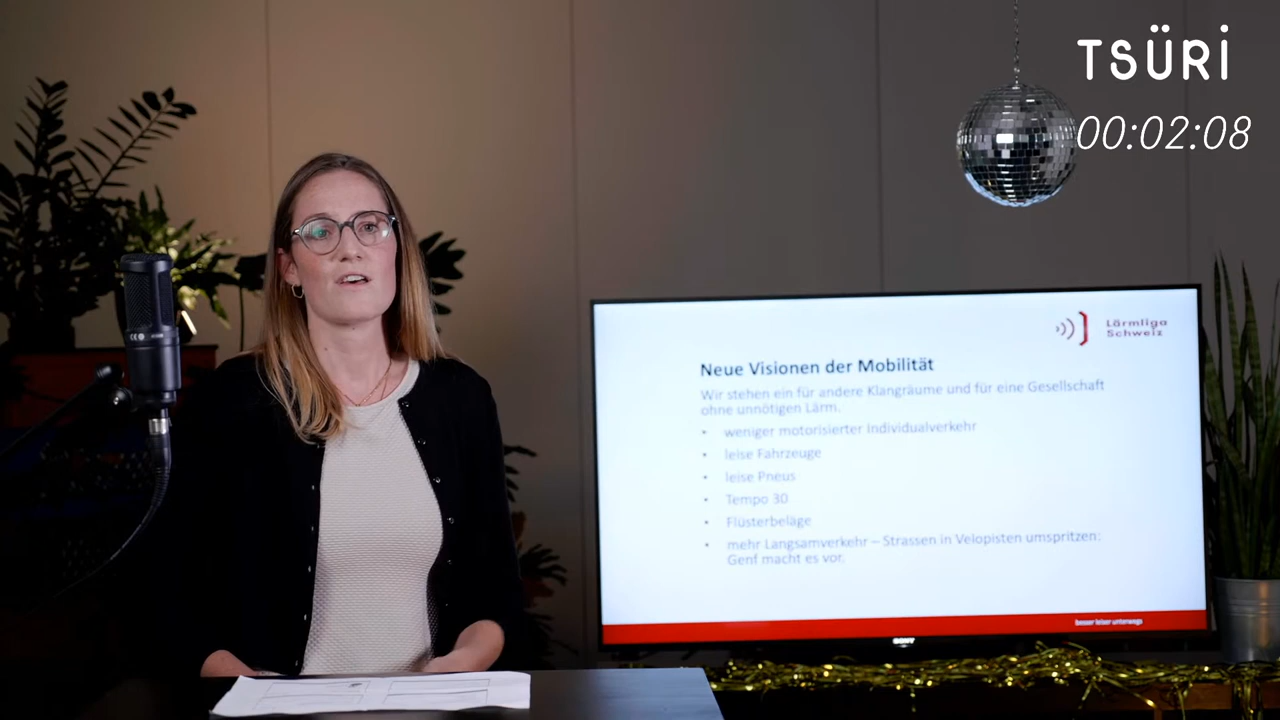 TSÜRI
00:02:08
Lärmliga
Schweiz
Neue Visionen der Mobilität
Wir stehen ein für andere Klangräume und für eine Gesellschaft
ohne unnötigen Lärm.
• weniger motorisierter Individualverkehr
• leise Fahrzeuge
• leise Pneus
• Tempo 30
• Flüsterbeläge
• mehr Langsamverkehr – Strassen in Velopisten umspritzen:
Genf macht es vor.
besser leiser unterwegs
SONY